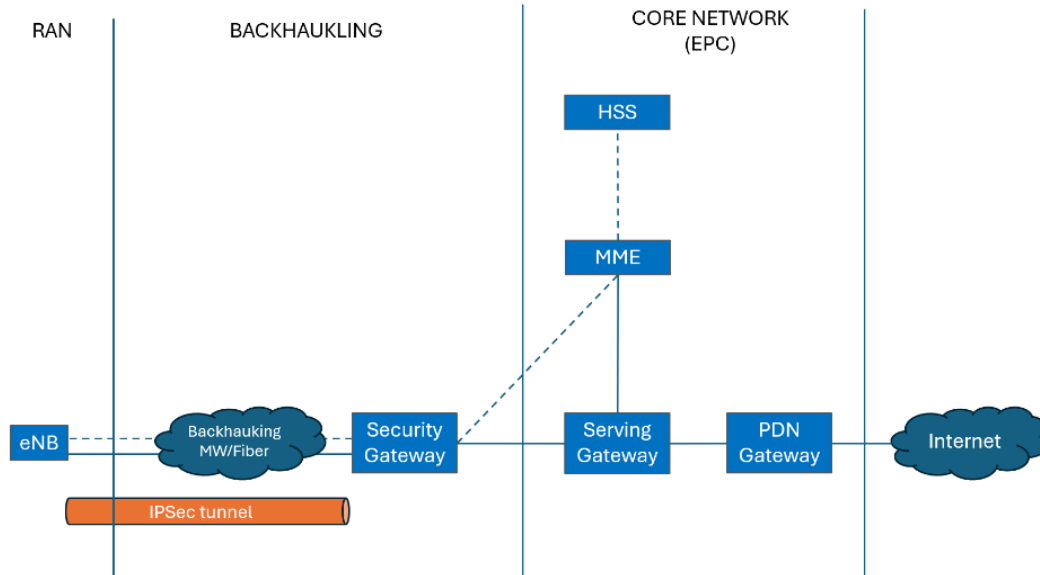 RAN
BACKHAUKLING
CORE NETWORK
(EPC)
HSS
MME
eNB
Backhauking
MW/Fiber
Security
Gateway
Serving
Gateway
PDN
Gateway
Internet
IPSec tunnel